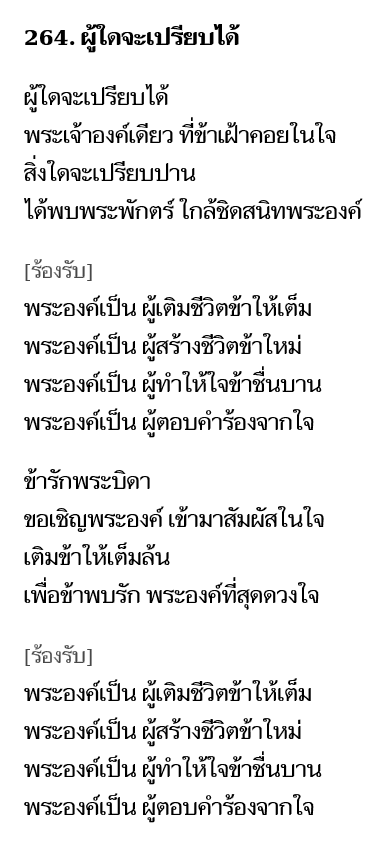 264. ผู้ใดจะเปรียบได้
ผู้ใดจะเปรียบได้
พระเจ้าองค์เดียว ที่ข้าเฝ้าคอยในใจ
สิ่งใดจะเปรียบปาน
ได้พบพระพักตร์ ใกล้ชิดสนิทพระองค์
[ร้องรับ]
พระองค์เป็น ผู้เติมชีวิตข้าให้เต็ม
พระองค์เป็น ผู้สร้างชีวิตข้าใหม่
พระองค์เป็น ผู้ทำให้ใจข้าชื่นบาน
พระองค์เป็น ผู้ตอบคำร้องจากใจ
ข้ารักพระบิดา
ขอเชิญพระองค์ เข้ามาสัมผัสในใจ
เติมข้าให้เต็มล้น
เพื่อข้าพบรัก พระองค์ที่สุดดวงใจ
[ร้องรับ]
พระองค์เป็น ผู้เติมชีวิตข้าให้เต็ม
พระองค์เป็น ผู้สร้างชีวิตข้าใหม่
พระองค์เป็น ผู้ทำให้ใจข้าชื่นบาน
พระองค์เป็น ผู้ตอบคำร้องจากใจ